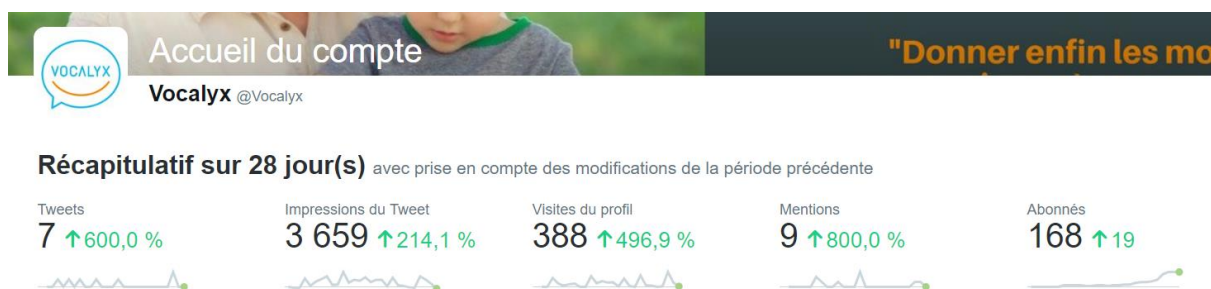 Accueil du compte
"Donner enfin les mo
VOCALYX
Vocalyx @Vocalyx
Récapitulatif sur 28 jour(s) avec prise en compte des modifications de la période précédente
Tweets
7 ↑600,0 %
Impressions du Tweet
3 659 ↑214,1 %
Visites du profil
388 ↑496,9 %
Mentions
9 ↑800,0 %
Abonnés
168 ↑19